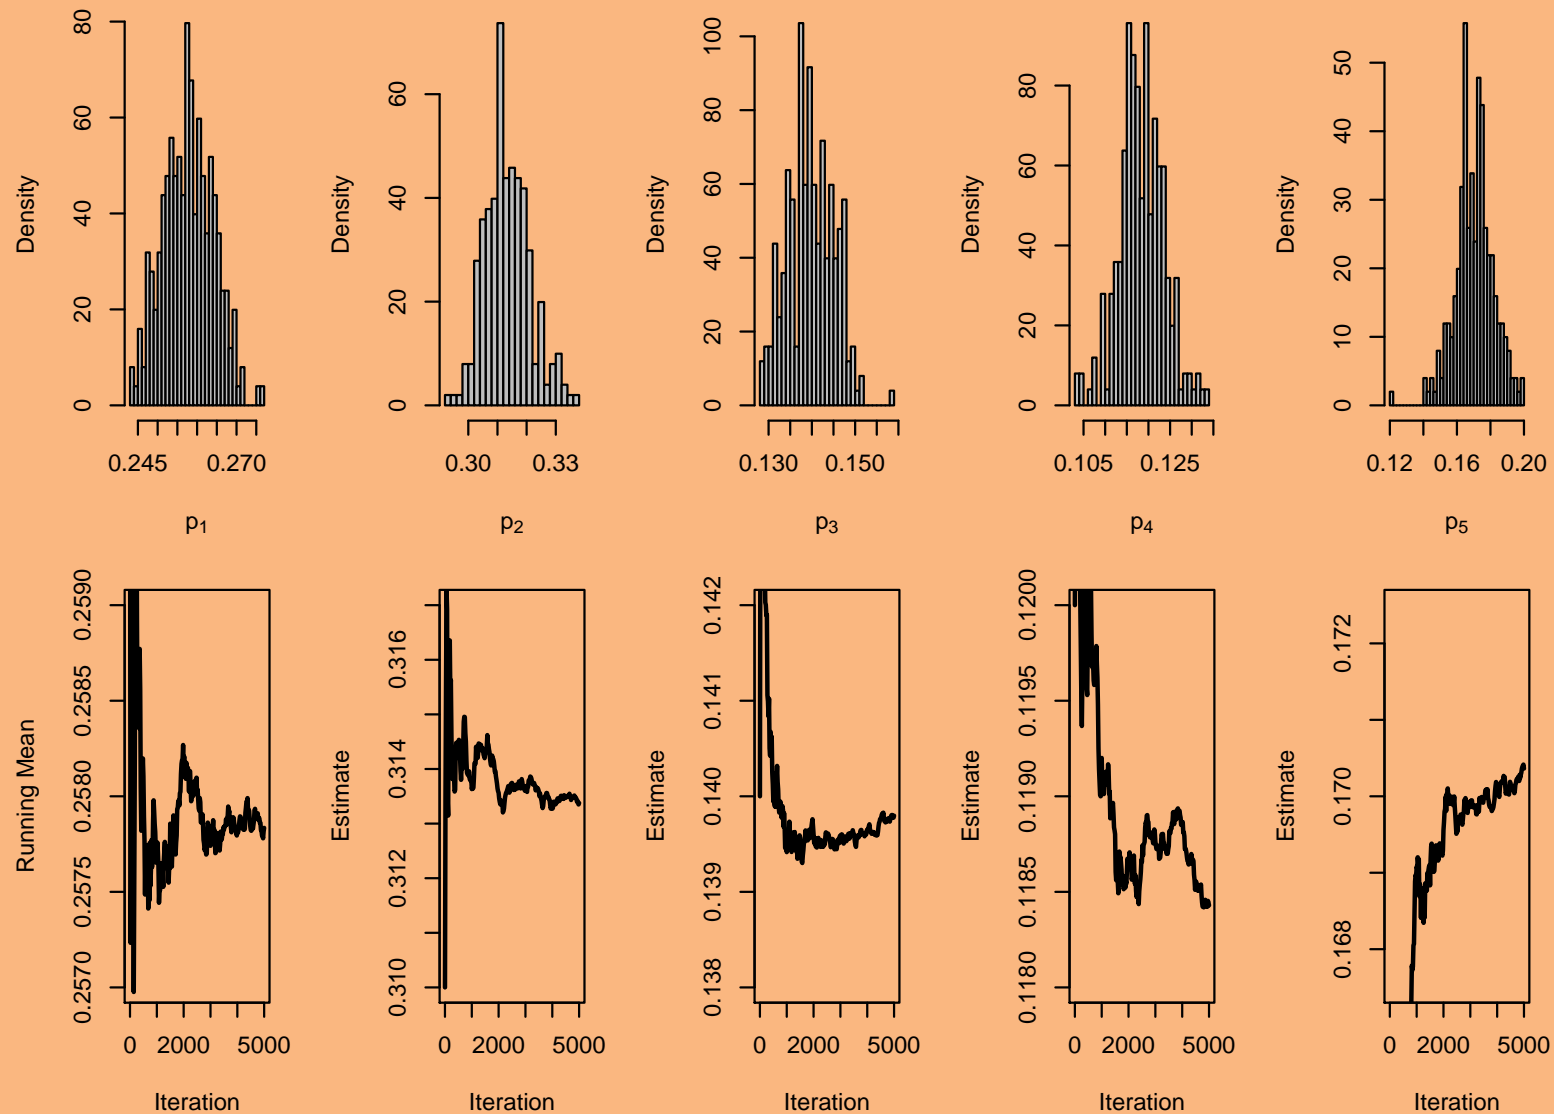 Density
0 20 40 60 80
0.245 0.270
p1
Density
0 20 40 60
0.30 0.33
p2
Density
0 20 40 60 80 100
0.130 0.150
p3
Density
0 20 40 60 80
0.105 0.125
p4
Density
0 10 20 30 40 50
0.12 0.16 0.20
p5
Running Mean
0.2570 0.2575 0.2580 0.2585 0.2590
0 2000 5000
Iteration
Estimate
0.310 0.312 0.314 0.316
0 2000 5000
Iteration
Estimate
0.138 0.139 0.140 0.141 0.142
0 2000 5000
Iteration
Estimate
0.1180 0.1185 0.1190 0.1195 0.1200
0 2000 5000
Iteration
Estimate
0.168 0.170 0.172
0 2000 5000
Iteration